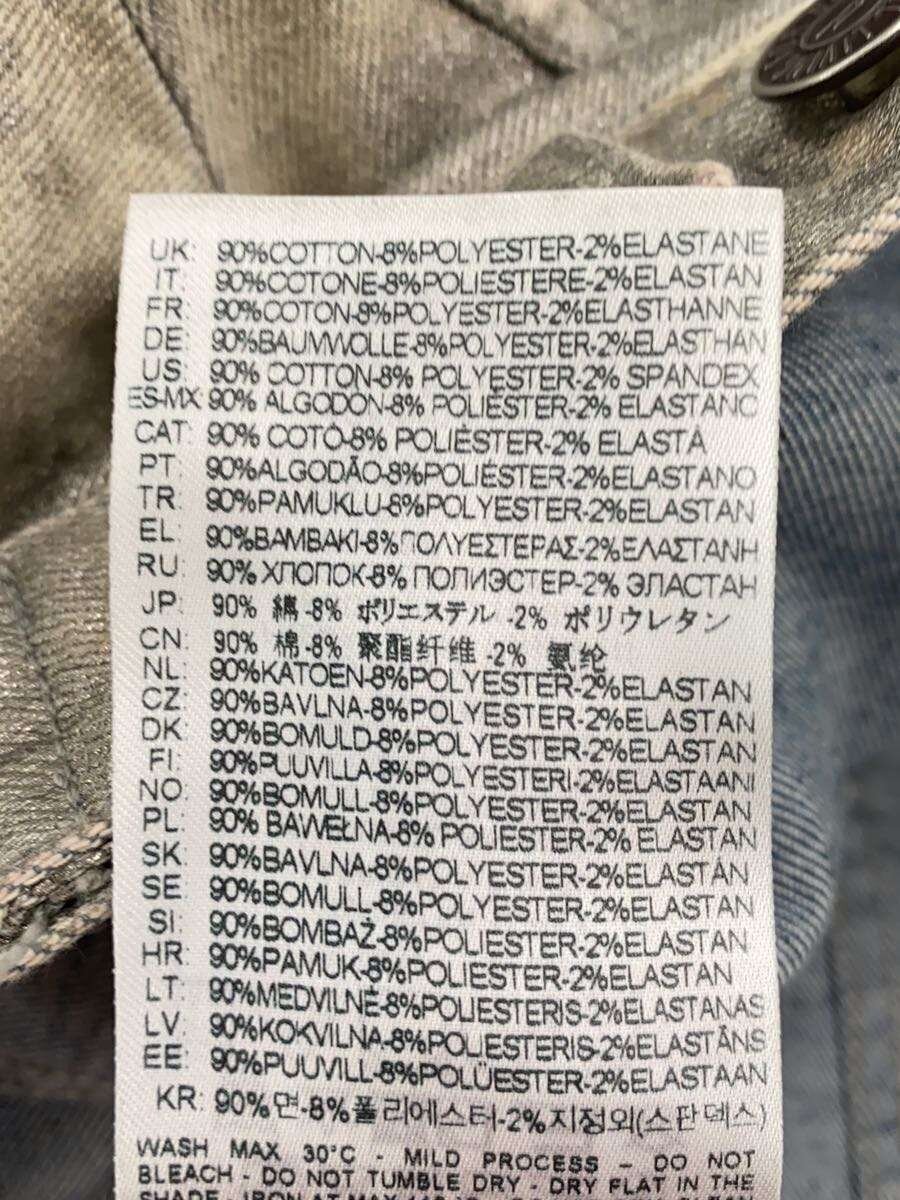 UK: 90%COTTON-8%POLYESTER-2%ELASTANE
IT: 90%COTONE-8%POLIESTERE-2%ELASTAN
FR: 90%COTON-8%POLYESTER-2%ELASTHANNE
DE: 90%BAUMWOLLE-8%POLYESTER-2%ELASTHAN
US: 90% COTTON-8% POLYESTER-2% SPANDEX
ES-MX: 90% ALGODÓN-8% POLIÉSTER-2% ELASTANO
CAT: 90% COTÓ-8% POLIÈSTER-2% ELASTÀ
PT: 90%ALGODÃO-8%POLIÉSTER-2%ELASTANO
TR: 90%PAMUKLU-8%POLYESTER-2%ELASTAN
EL: 90%ΒΑΜΒΑΚΙ-8%ΠΟΛΥΕΣΤΕΡΑΣ-2%ΕΛΑΣΤΑΝΗ
RU: 90% ХЛОПОК-8% ПОЛИЭСТЕР-2% ЭЛАСТАН
JP: 90% 綿-8% ポリエステル -2% ポリウレタン
CN: 90% 棉-8% 聚酯纤维 -2% 氨纶
NL: 90%KATOEN-8%POLYESTER-2%ELASTAN
CZ: 90%BAVLNA-8%POLYESTER-2%ELASTAN
DK: 90%BOMULD-8%POLYESTER-2%ELASTAN
FI: 90%PUUVILLA-8%POLYESTERI-2%ELASTAANI
NO: 90%BOMULL-8%POLYESTER-2%ELASTAN
PL: 90% BAWEŁNA-8% POLIESTER-2% ELASTAN
SK: 90%BAVLNA-8%POLYESTER-2%ELASTAN
SE: 90%BOMULL-8%POLYESTER-2%ELASTAN
SI: 90%BOMBAŽ-8%POLIESTER-2%ELASTAN
HR: 90%PAMUK-8%POLIESTER-2%ELASTAN
LT: 90%MEDVILNĖ-8%POLIESTERIS-2%ELASTANAS
LV: 90%KOKVILNA-8%POLIESTERIS-2%ELASTĀNS
EE: 90%PUUVILL-8%POLÜESTER-2%ELASTAAN
KR: 90%면-8%폴리에스터-2%지정외(스판덱스)
WASH MAX 30°C - MILD PROCESS - DO NOT
BLEACH - DO NOT TUMBLE DRY - DRY FLAT IN THE
SHADE - IRON AT MAX